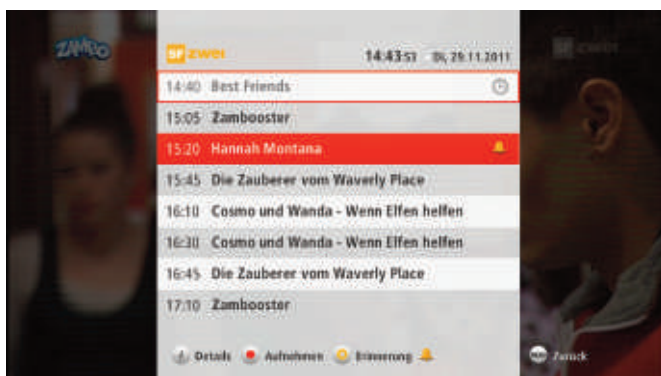 ZAMBO
SF zwei 14:43:53 Di, 29.11.2011
SF zwei
14:40 Best Friends
15:05 Zambooster
15:20 Hannah Montana
15:45 Die Zauberer vom Waverly Place
16:10 Cosmo und Wanda - Wenn Elfen helfen
16:30 Cosmo und Wanda - Wenn Elfen helfen
16:45 Die Zauberer vom Waverly Place
17:10 Zambooster
Details Aufnehmen Erinnerung Zurück